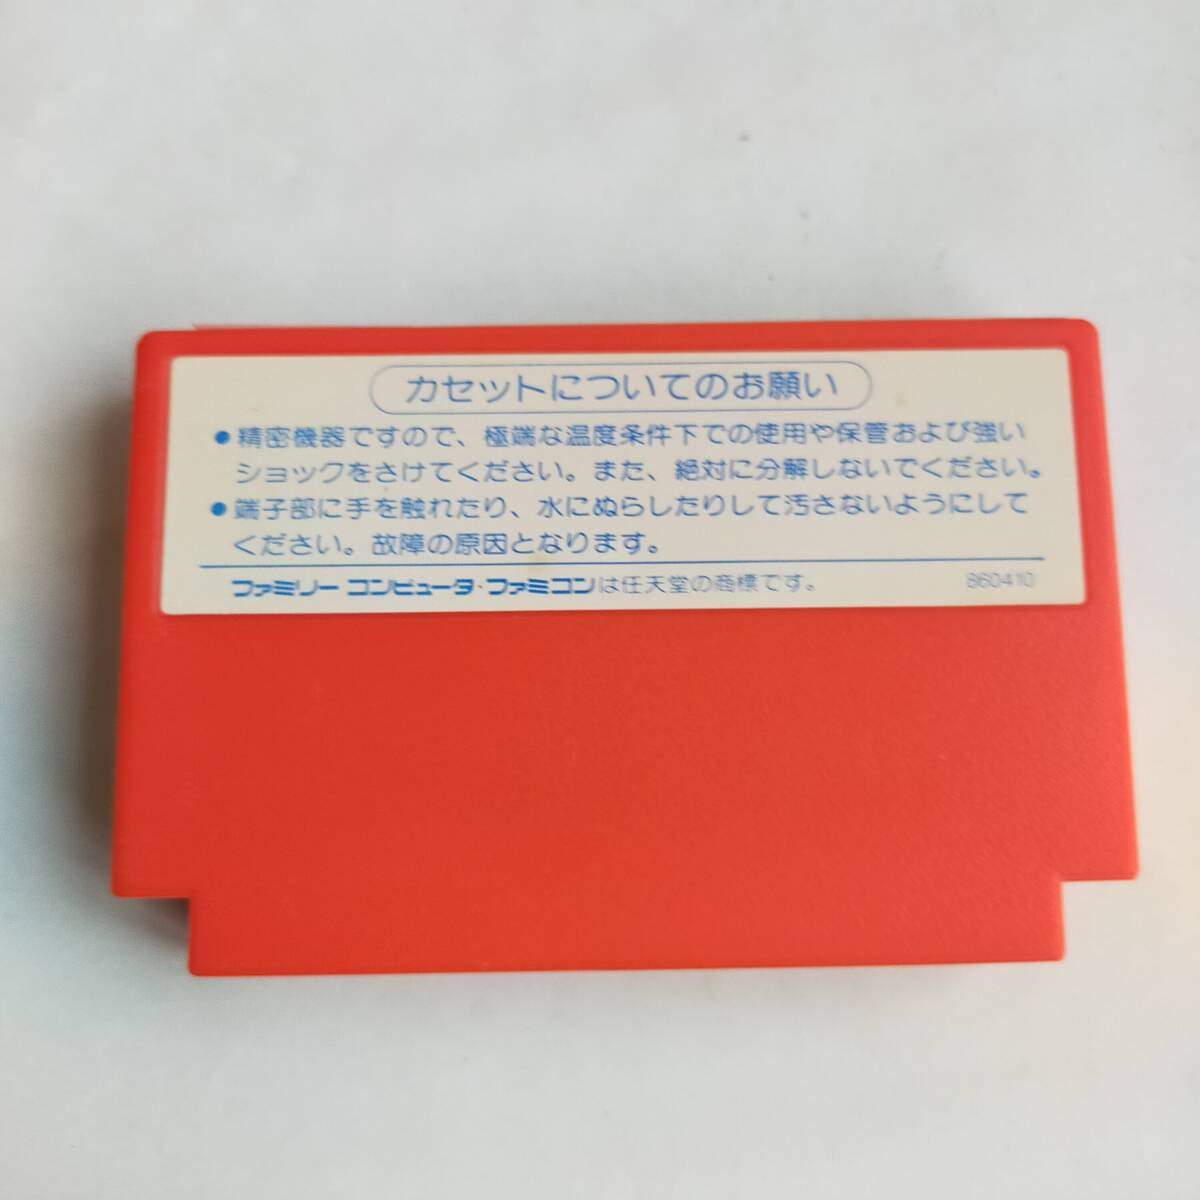 カセットについてのお願い
●精密機器ですので、極端な温度条件下での使用や保管および強い
ショックをさけてください。また、絶対に分解しないでください。
●端子部に手を触れたり、水にぬらしたりして汚さないようにして
ください。故障の原因となります。
ファミリーコンピュータ・ファミコンは任天堂の商標です。 860410